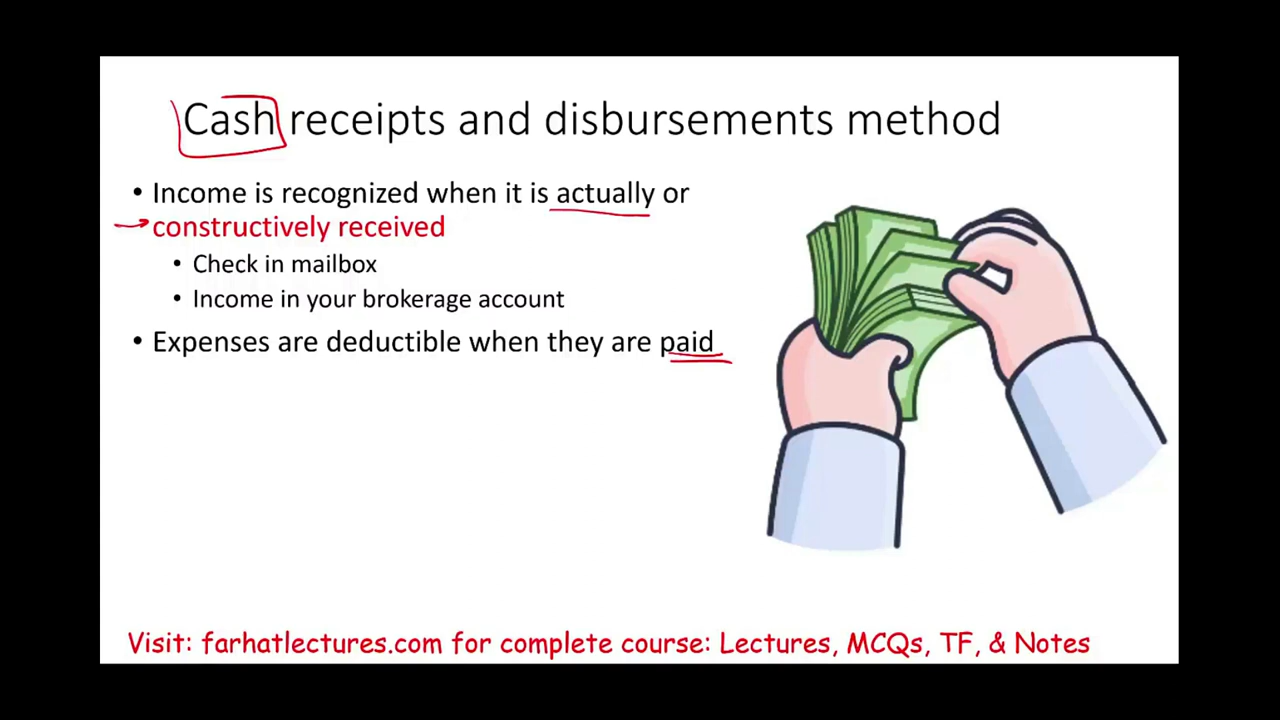 Cash receipts and disbursements method
• Income is recognized when it is actually or
constructively received
• Check in mailbox
• Income in your brokerage account
• Expenses are deductible when they are paid
Visit: farhatlectures.com for complete course: Lectures, MCQs, TF, & Notes